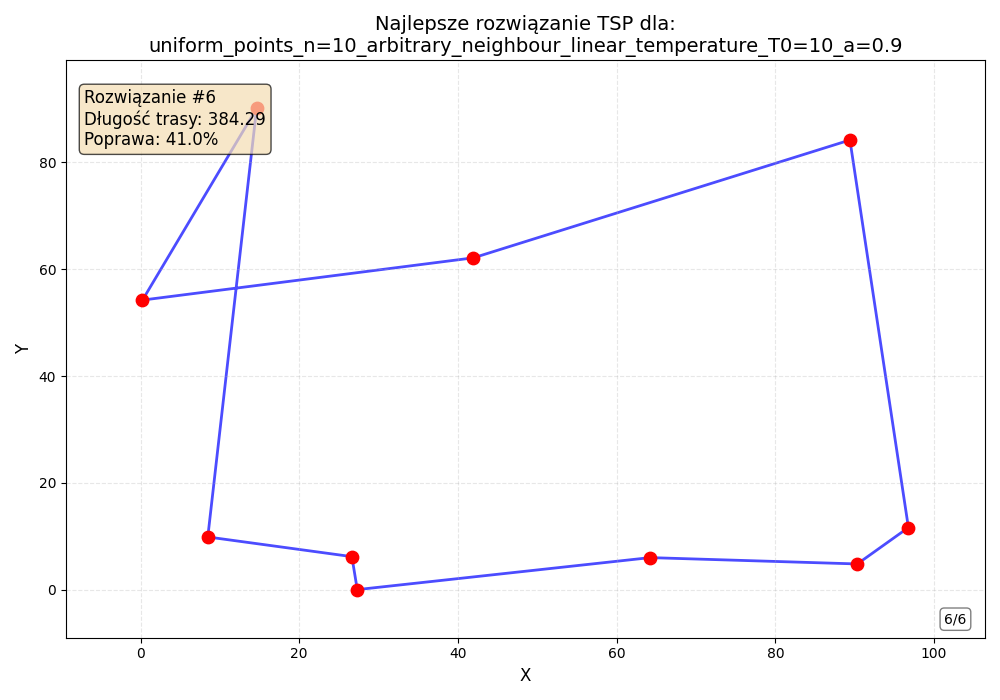 Najlepsze rozwiązanie TSP dla:
uniform_points_n=10_arbitrary_neighbour_linear_temperature_T0=10_a=0.9
Rozwiązanie #6
Długość trasy: 384.29
Poprawa: 41.0%
Y
80
60
40
20
0
6/6
0
20
40
60
80
100
X